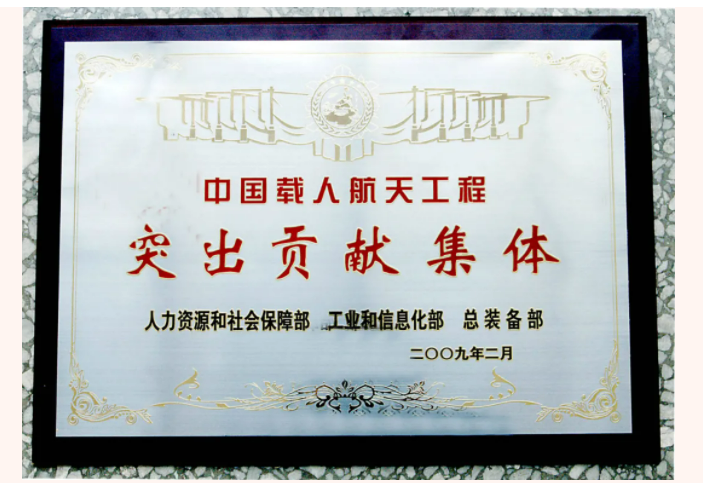 中国载人航天工程
突出贡献集体
人力资源和社会保障部 工业和信息化部 总装备部
二〇〇九年二月